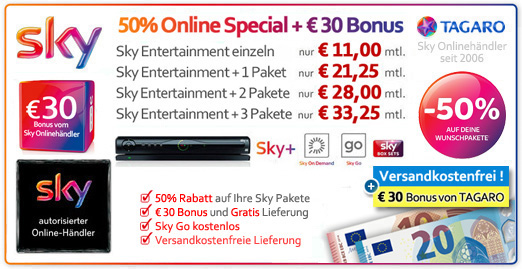 sky
50% Online Special + € 30 Bonus
TAGARO
Sky Onlinehändler
seit 2006
Sky Entertainment einzeln nur € 11,00 mtl.
Sky Entertainment + 1 Paket nur € 21,25 mtl.
Sky Entertainment + 2 Pakete nur € 28,00 mtl.
Sky Entertainment + 3 Pakete nur € 33,25 mtl.
€30
Bonus vom
Sky Onlinehändler
-50%
AUF DEINE
WUNSCHPAKETE
sky
autorisierter
Online-Händler
Sky+
Sky On Demand
go
Sky Go
sky
BOX SETS
50% Rabatt auf Ihre Sky Pakete
€ 30 Bonus und Gratis Lieferung
Sky Go kostenlos
Versandkostenfreie Lieferung
Versandkostenfrei !
+
€ 30 Bonus von TAGARO
10
20